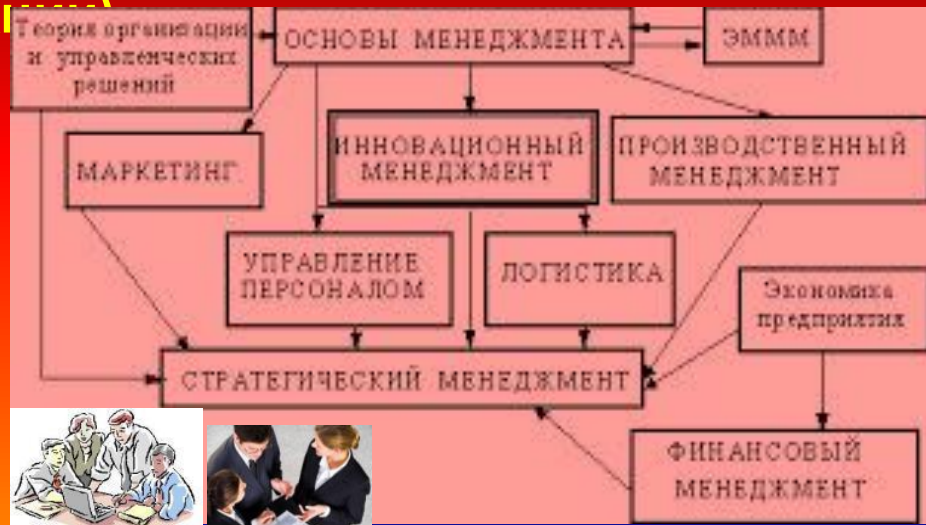 Теория организации
и управленческих
решений
ОСНОВЫ МЕНЕДЖМЕНТА
ЭМММ
МАРКЕТИНГ
ИННОВАЦИОННЫЙ
МЕНЕДЖМЕНТ
ПРОИЗВОДСТВЕННЫЙ
МЕНЕДЖМЕНТ
УПРАВЛЕНИЕ
ПЕРСОНАЛОМ
ЛОГИСТИКА
Экономика
предприятия
СТРАТЕГИЧЕСКИЙ МЕНЕДЖМЕНТ
ФИНАНСОВЫЙ
МЕНЕДЖМЕНТ